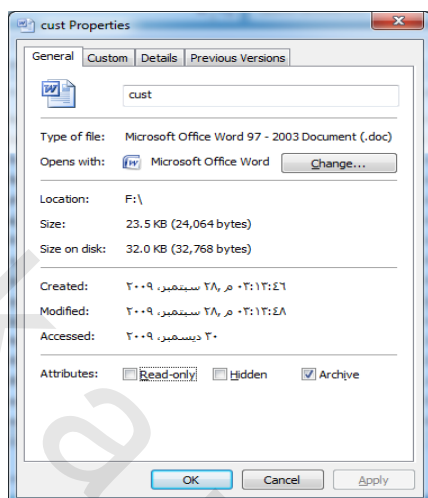 cust Properties
General Custom Details Previous Versions
cust
Type of file: Microsoft Office Word 97 - 2003 Document (.doc)
Opens with: Microsoft Office Word Change...
Location: F:\
Size: 23.5 KB (24,064 bytes)
Size on disk: 32.0 KB (32,768 bytes)
Created: ٢٨ سبتمبر, ٢٠٠٩, ٠٣:١٣:٤٦ م
Modified: ٢٨ سبتمبر, ٢٠٠٩, ٠٣:١٣:٤٨ م
Accessed: ٣٠ ديسمبر, ٢٠٠٩
Attributes: Read-only Hidden Archive
OK Cancel Apply